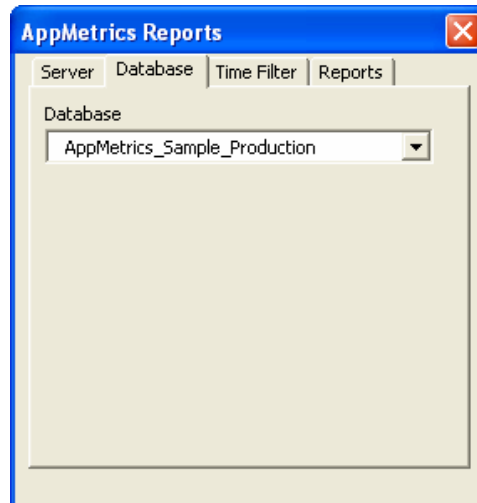 AppMetrics Reports
Server Database Time Filter Reports
Database
AppMetrics_Sample_Production